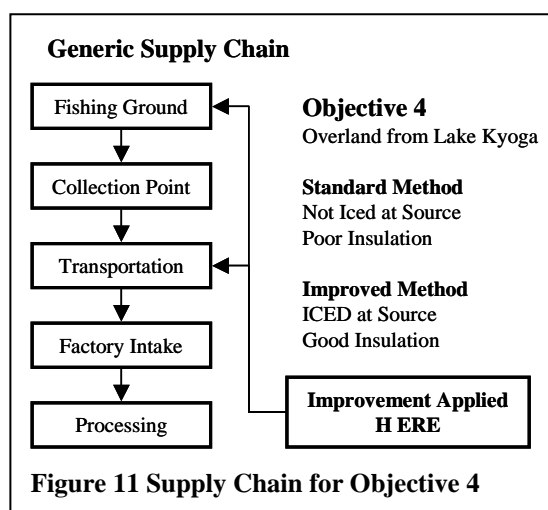 Generic Supply Chain
Fishing Ground
Collection Point
Transportation
Factory Intake
Processing
Objective 4
Overland from Lake Kyoga
Standard Method
Not Iced at Source
Poor Insulation
Improved Method
ICED at Source
Good Insulation
Improvement Applied
H ERE
Figure 11 Supply Chain for Objective 4